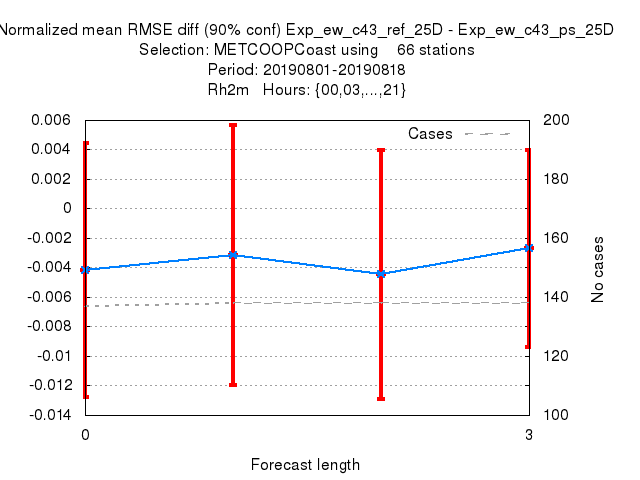 Normalized mean RMSE diff (90% conf) Exp_ew_c43_ref_25D - Exp_ew_c43_ps_25D
Selection: METCOOPCoast using 66 stations
Period: 20190801-20190818
Rh2m Hours: {00,03,...,21}
Cases
0.006
0.004
0.002
0
-0.002
-0.004
-0.006
-0.008
-0.01
-0.012
-0.014
200
180
160
140
120
100
No cases
0
3
Forecast length